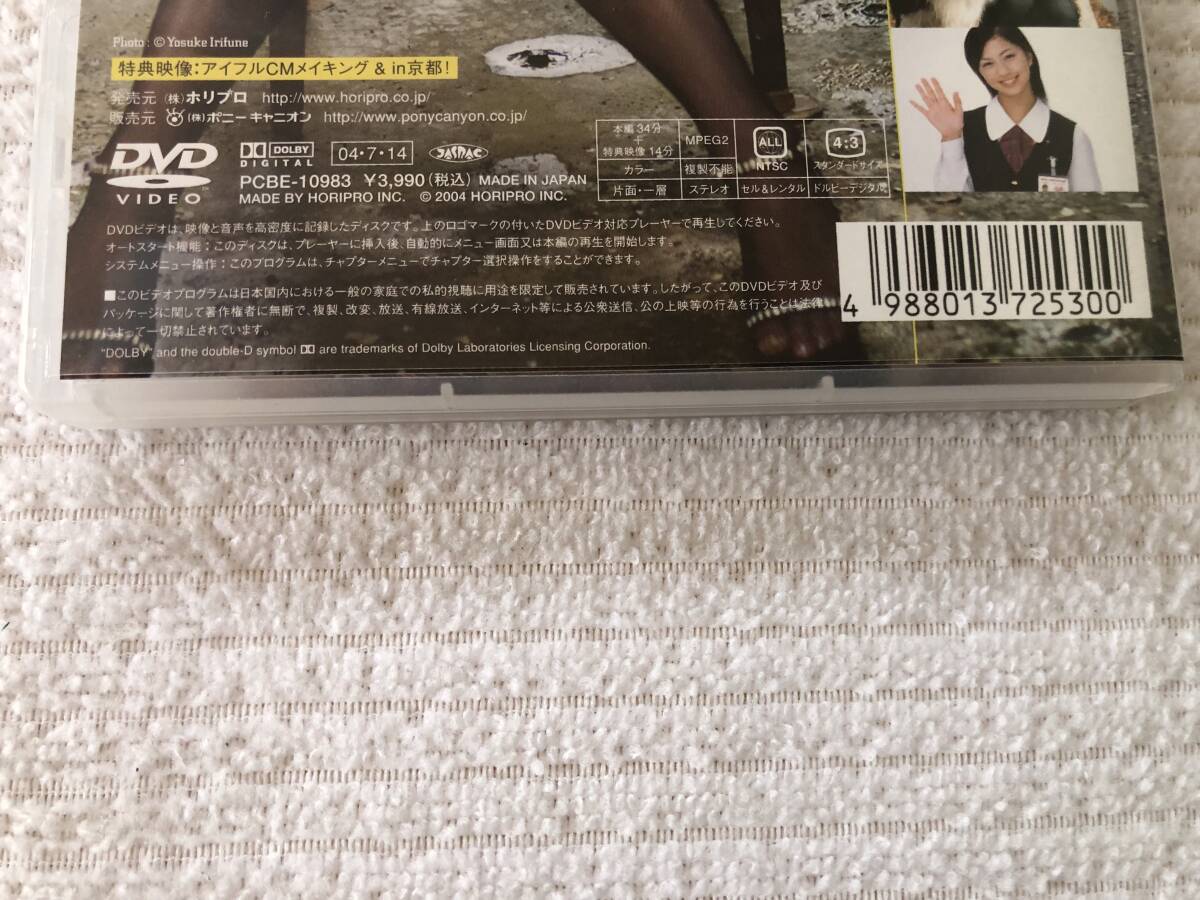 Photo : © Yosuke Irifune
特典映像：アイフルCMメイキング & in京都！
発売元 (株)ホリプロ http://www.horipro.co.jp/
販売元 (株)ポニーキャニオン http://www.ponycanyon.co.jp/
DVD VIDEO
DOLBY DIGITAL
04・7・14
JASRAC
PCBE-10983 ¥3,990(税込) MADE IN JAPAN
MADE BY HORIPRO INC. © 2004 HORIPRO INC.
本編 34分 + 特典映像 14分
MPEG2
ALL NTSC
4:3 スタンダードサイズ
カラー 複製不能
片面・一層 ステレオ セル&レンタル ドルビーデジタル
DVDビデオは、映像と音声を高密度に記録したディスクです。上のロゴマークの付いたDVDビデオ対応プレーヤーで再生してください。
オートスタート機能：このディスクは、プレーヤーに挿入後、自動的にメニュー画面又は本編の再生を開始します。
システムメニュー操作：このプログラムは、チャプターメニューでチャプター選択操作をすることができます。
■このビデオプログラムは日本国内における一般の家庭での私的視聴に用途を限定して販売されています。したがって、このDVDビデオ及び
パッケージに関して著作権者に無断で、複製、改変、放送、有線放送、インターネット等による公衆送信、公の上映等の行為を行うことは法律
によって一切禁止されています。
"DOLBY" and the double-D symbol are trademarks of Dolby Laboratories Licensing Corporation.
4 988013 725300